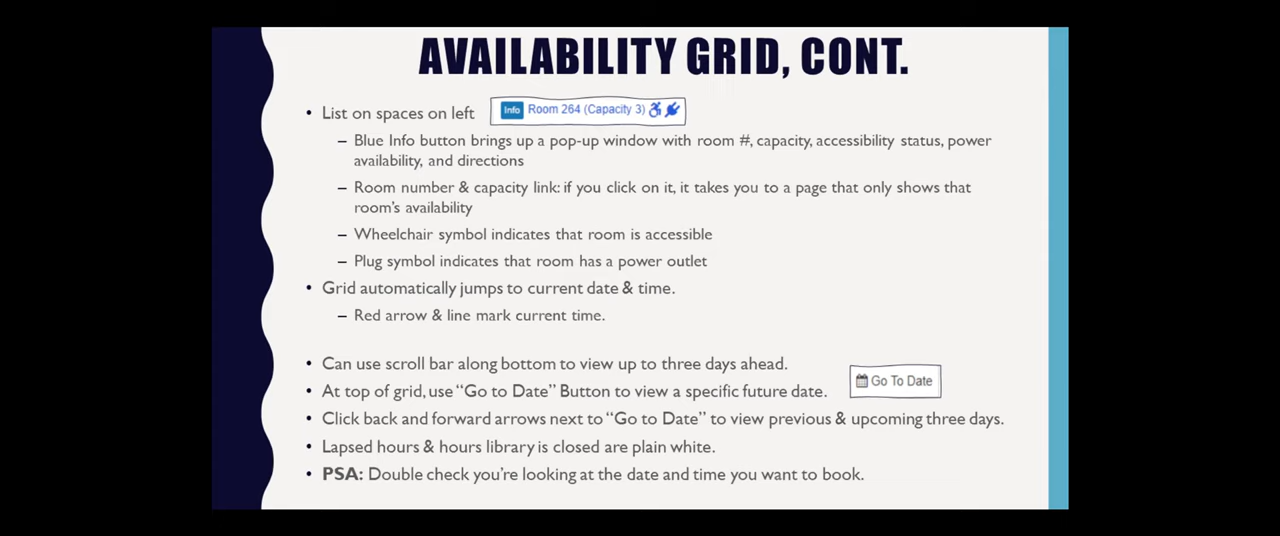 AVAILABILITY GRID, CONT.
• List on spaces on left
Info Room 264 (Capacity 3)
– Blue Info button brings up a pop-up window with room #, capacity, accessibility status, power
availability, and directions
– Room number & capacity link: if you click on it, it takes you to a page that only shows that
room's availability
– Wheelchair symbol indicates that room is accessible
– Plug symbol indicates that room has a power outlet
• Grid automatically jumps to current date & time.
– Red arrow & line mark current time.
• Can use scroll bar along bottom to view up to three days ahead.
• At top of grid, use "Go to Date" Button to view a specific future date.
Go To Date
• Click back and forward arrows next to "Go to Date" to view previous & upcoming three days.
• Lapsed hours & hours library is closed are plain white.
• PSA: Double check you're looking at the date and time you want to book.